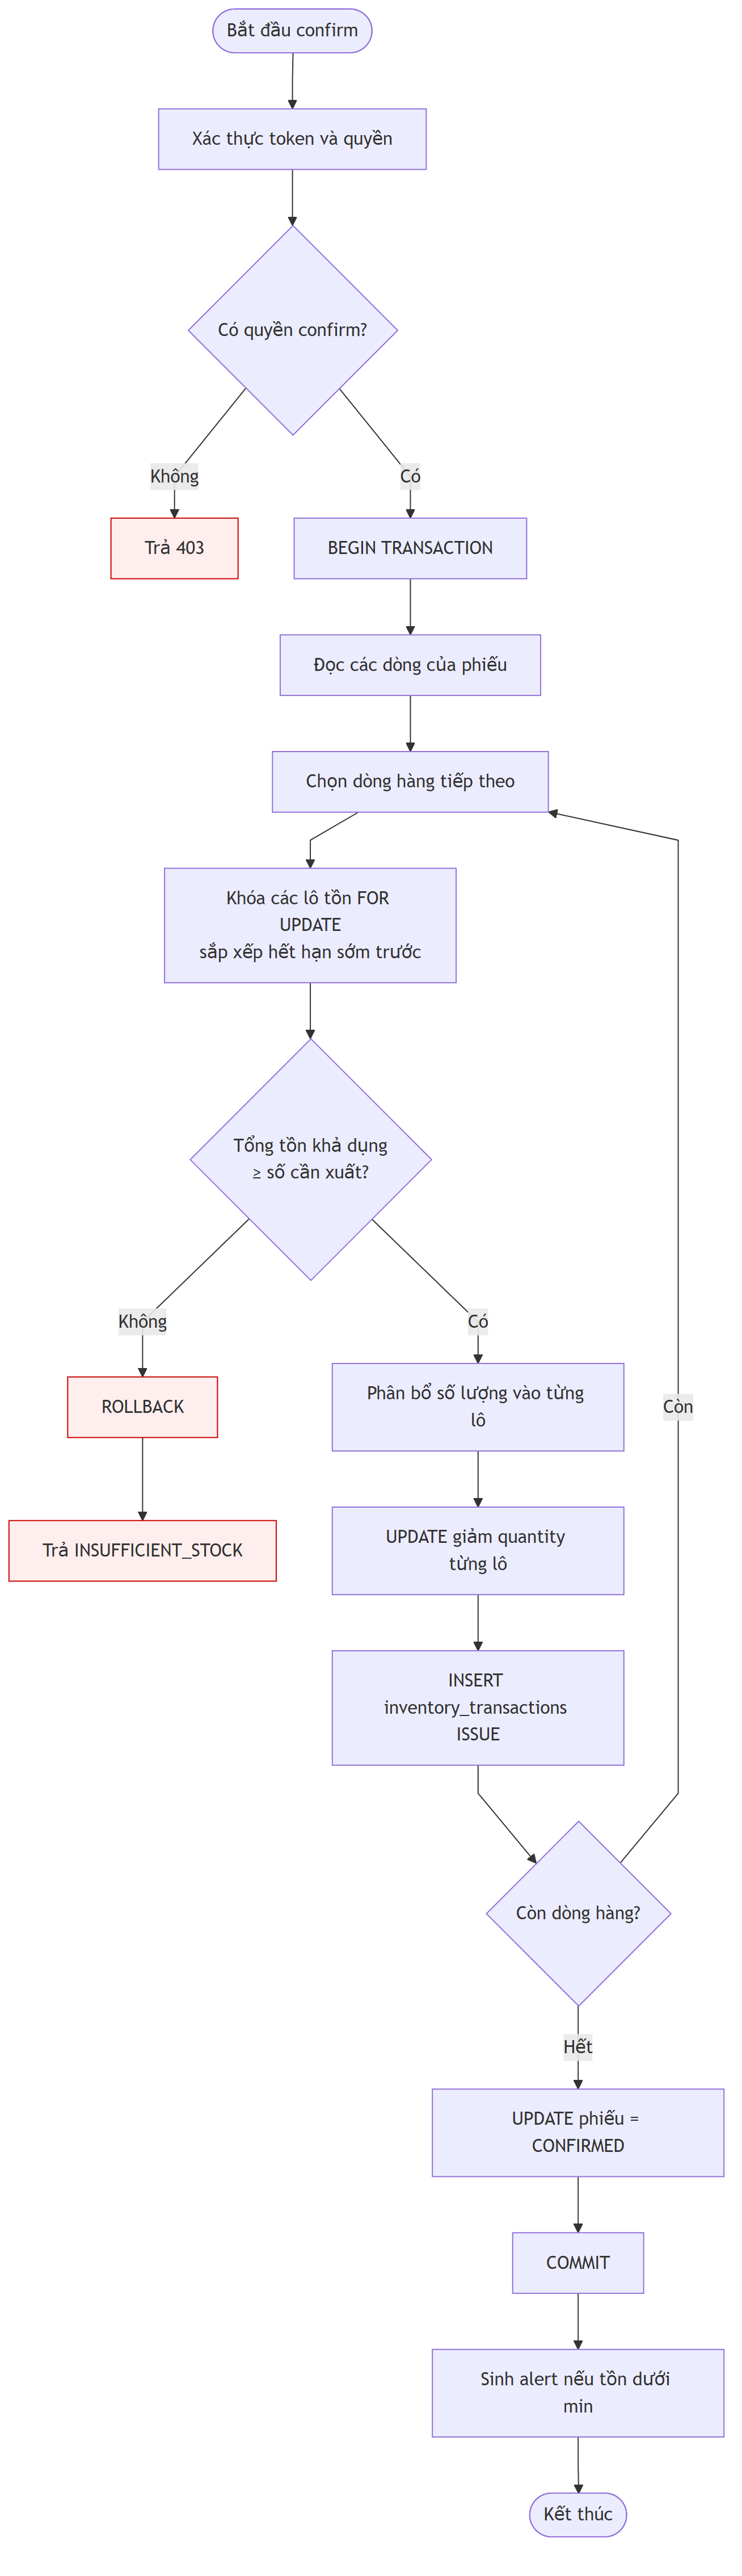 Bắt đầu confirm
Xác thực token và quyền
Có quyền confirm?
Không
Có
Trả 403
BEGIN TRANSACTION
Đọc các dòng của phiếu
Chọn dòng hàng tiếp theo
Khóa các lô tồn FOR
UPDATE
sắp xếp hết hạn sớm trước
Tổng tồn khả dụng
≥ số cần xuất?
Không
Có
ROLLBACK
Phân bổ số lượng vào từng
lô
Còn
Trả INSUFFICIENT_STOCK
UPDATE giảm quantity
từng lô
INSERT
inventory_transactions
ISSUE
Còn dòng hàng?
Hết
UPDATE phiếu =
CONFIRMED
COMMIT
Sinh alert nếu tồn dưới
min
Kết thúc